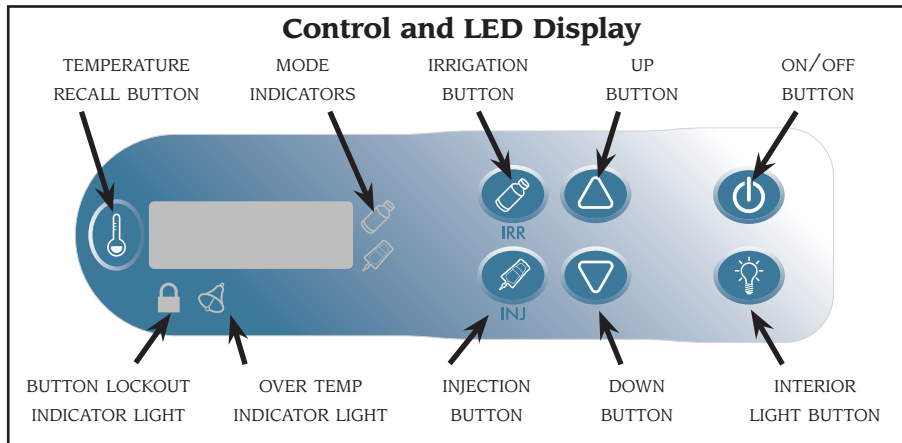 Control and LED Display
TEMPERATURE
RECALL BUTTON
MODE
INDICATORS
IRRIGATION
BUTTON
UP
BUTTON
ON/OFF
BUTTON
IRR
INJ
BUTTON LOCKOUT
INDICATOR LIGHT
OVER TEMP
INDICATOR LIGHT
INJECTION
BUTTON
DOWN
BUTTON
INTERIOR
LIGHT BUTTON